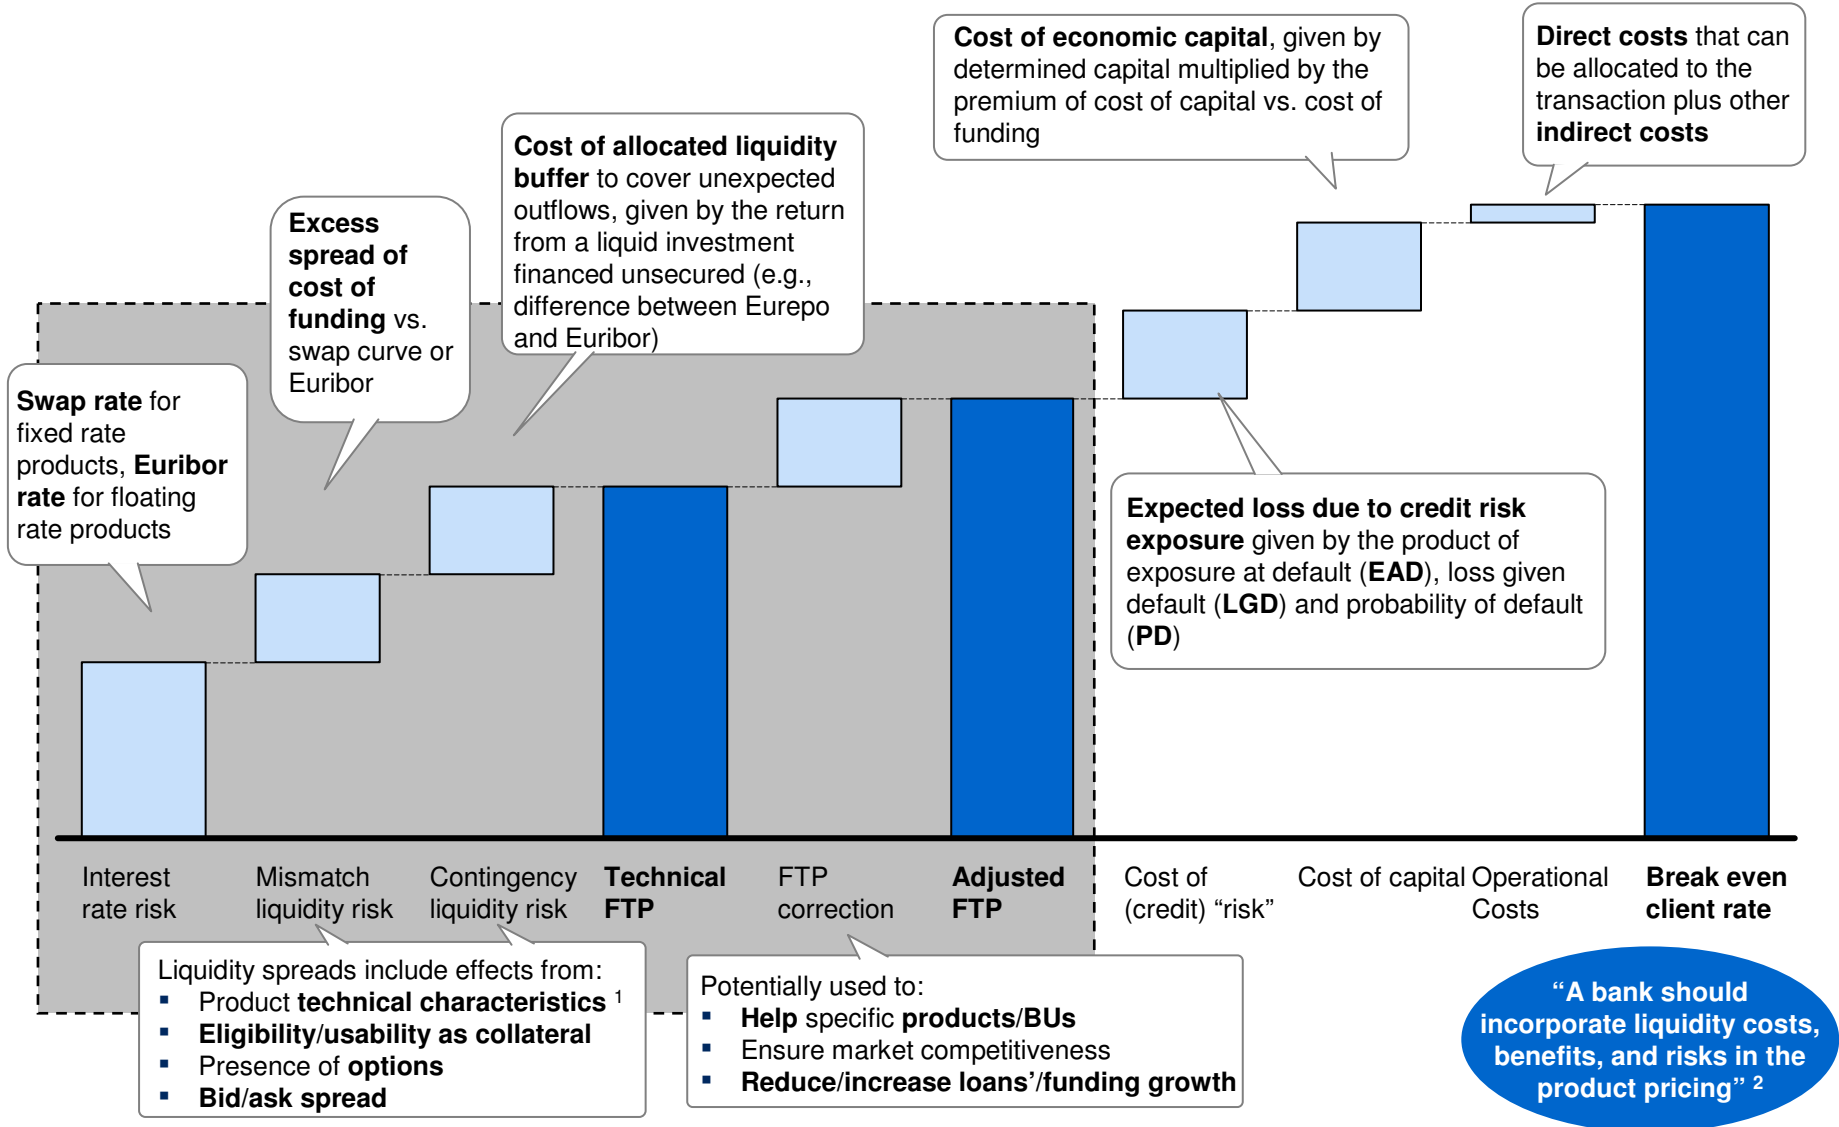 Cost of economic capital, given by
determined capital multiplied by the
premium of cost of capital vs. cost of
funding
Direct costs that can
be allocated to the
transaction plus other
indirect costs
Cost of allocated liquidity
buffer to cover unexpected
outflows, given by the return
from a liquid investment
financed unsecured (e.g.,
difference between Eurepo
and Euribor)
Excess
spread of
cost of
funding vs.
swap curve or
Euribor
Swap rate for
fixed rate
products, Euribor
rate for floating
rate products
Expected loss due to credit risk
exposure given by the product of
exposure at default (EAD), loss given
default (LGD) and probability of default
(PD)
Interest
rate risk
Mismatch
liquidity risk
Contingency
liquidity risk
Technical
FTP
FTP
correction
Adjusted
FTP
Cost of
(credit) “risk”
Cost of capital
Operational
Costs
Break even
client rate
Liquidity spreads include effects from:
▪ Product technical characteristics 1
▪ Eligibility/usability as collateral
▪ Presence of options
▪ Bid/ask spread
Potentially used to:
▪ Help specific products/BUs
▪ Ensure market competitiveness
▪ Reduce/increase loans’/funding growth
“A bank should
incorporate liquidity costs,
benefits, and risks in the
product pricing” 2